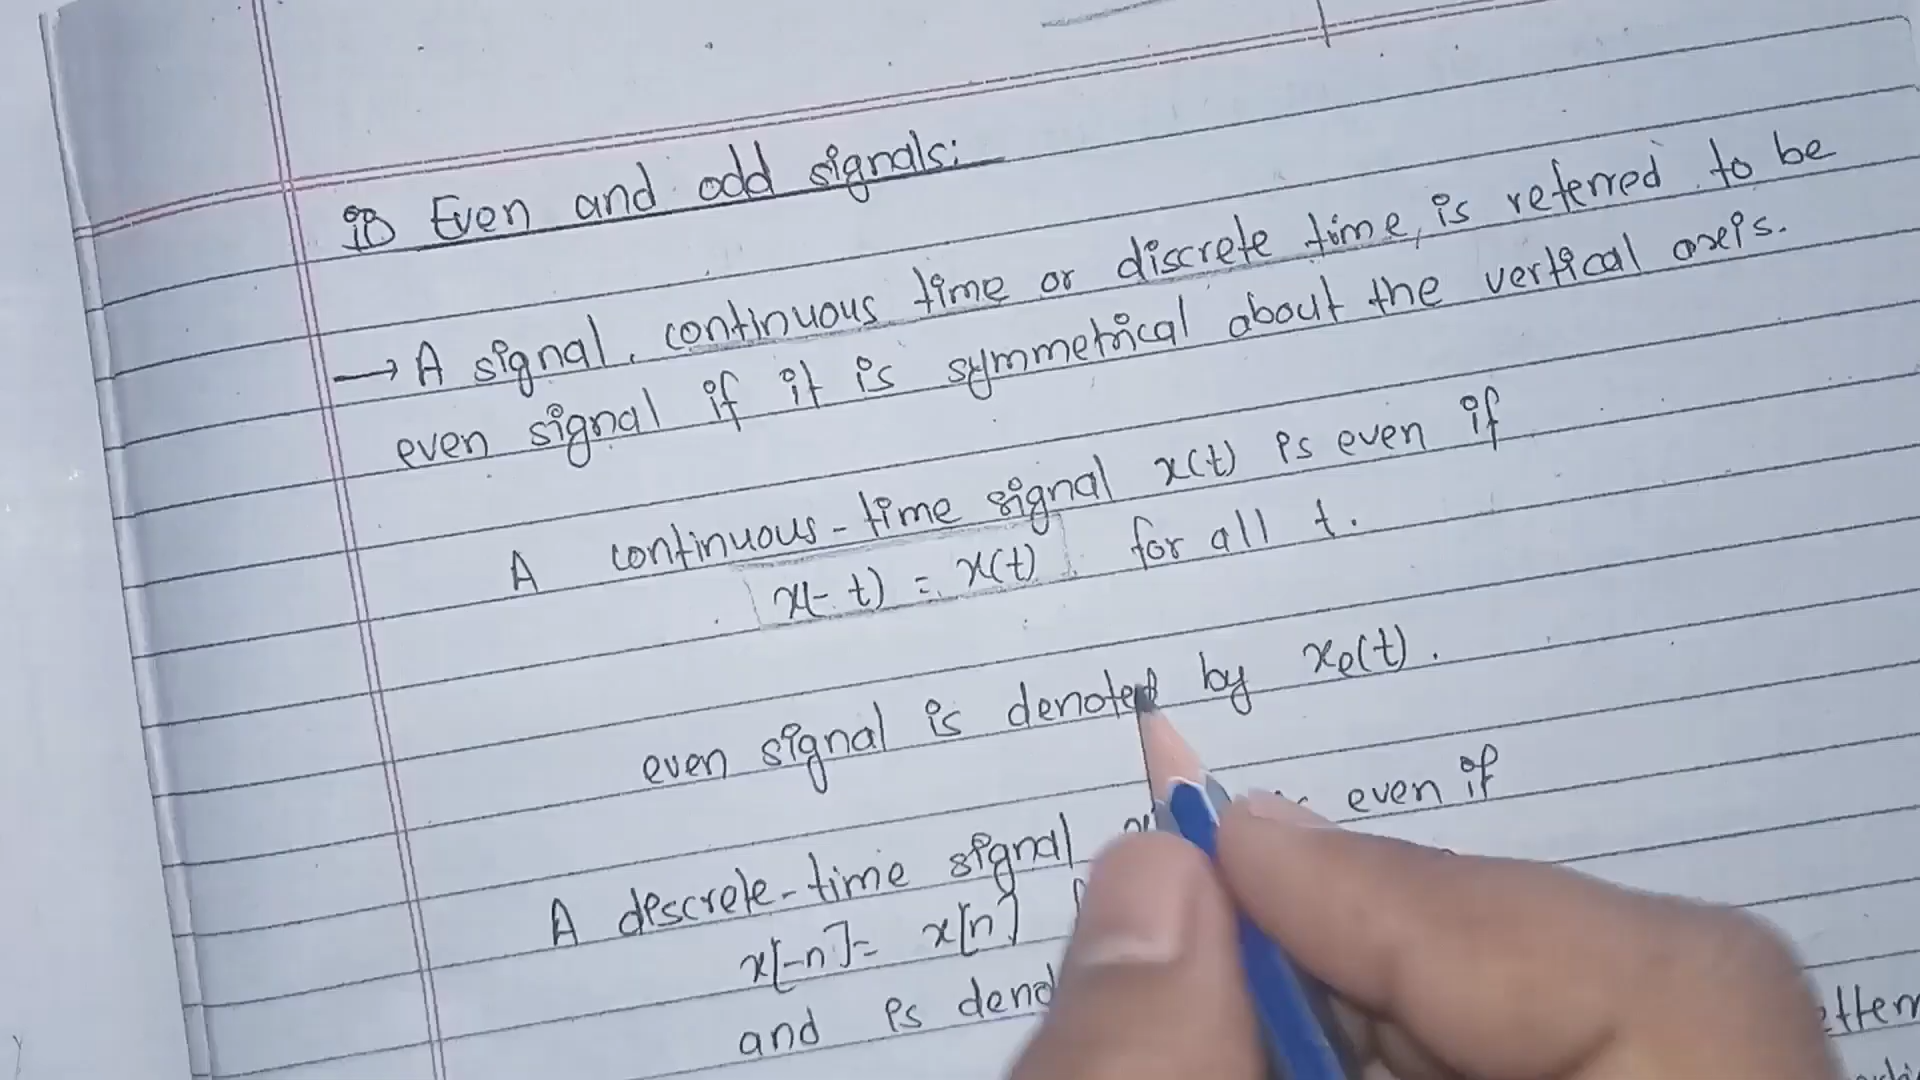 ii) Even and odd signals:-
→ A signal, continuous time or discrete time, is referred to be
even signal if it is symmetrical about the vertical axis.
A continuous-time signal x(t) is even if
x(-t) = x(t) for all t.
even signal is denoted by xe(t).
A discrete-time signal even if
x[-n] = x[n]
and is